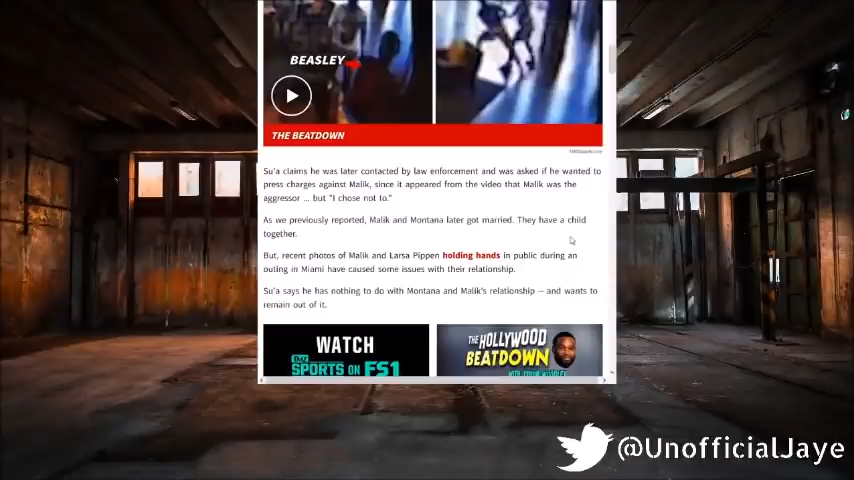 BEASLEY
THE BEATDOWN
Su'a claims he was later contacted by law enforcement and was asked if he wanted to
press charges against Malik, since it appeared from the video that Malik was the
aggressor ... but "I chose not to."
As we previously reported, Malik and Montana later got married. They have a child
together.
But, recent photos of Malik and Larsa Pippen holding hands in public during an
outing in Miami have caused some issues with their relationship.
Su'a says he has nothing to do with Montana and Malik's relationship -- and wants to
remain out of it.
WATCH
TMZ
SPORTS ON FS1
THE HOLLYWOOD
BEATDOWN
@UnofficialJaye